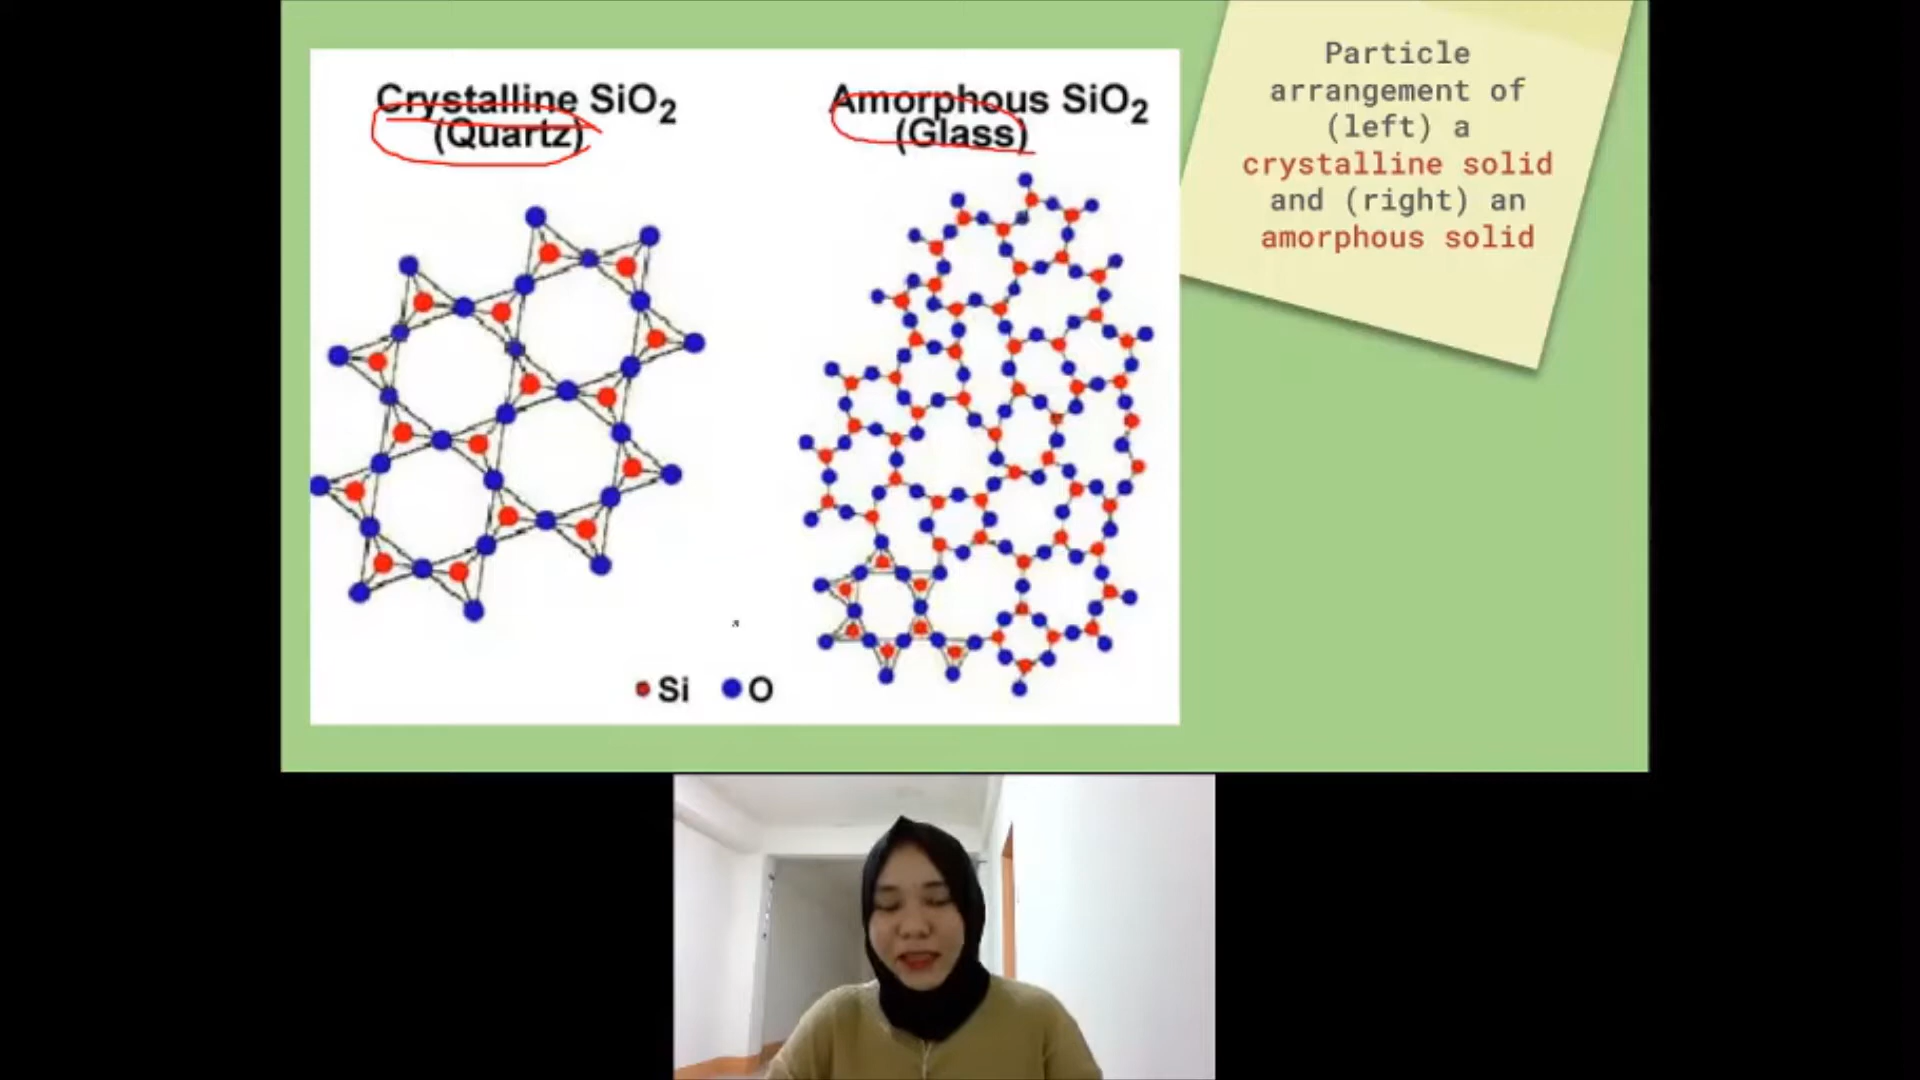 Crystalline SiO2
(Quartz)
Amorphous SiO2
(Glass)
Si
O
Particle
arrangement of
(left) a
crystalline solid
and (right) an
amorphous solid